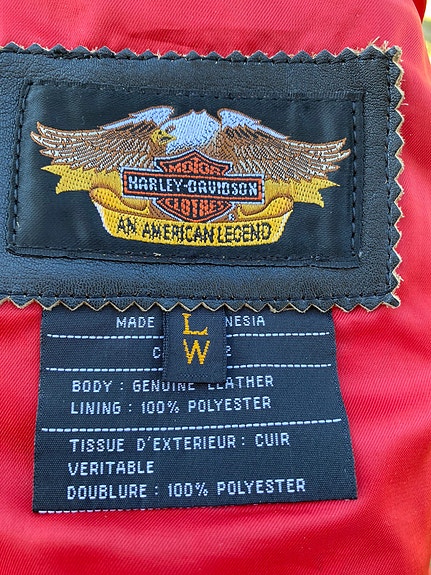 MOTOR
HARLEY-DAVIDSON
CLOTHES
AN AMERICAN LEGEND
L
W
MADE
BODY : GENUINE LEATHER
LINING : 100% POLYESTER
TISSUE D'EXTERIEUR : CUIR
VERITABLE
DOUBLURE : 100% POLYESTER